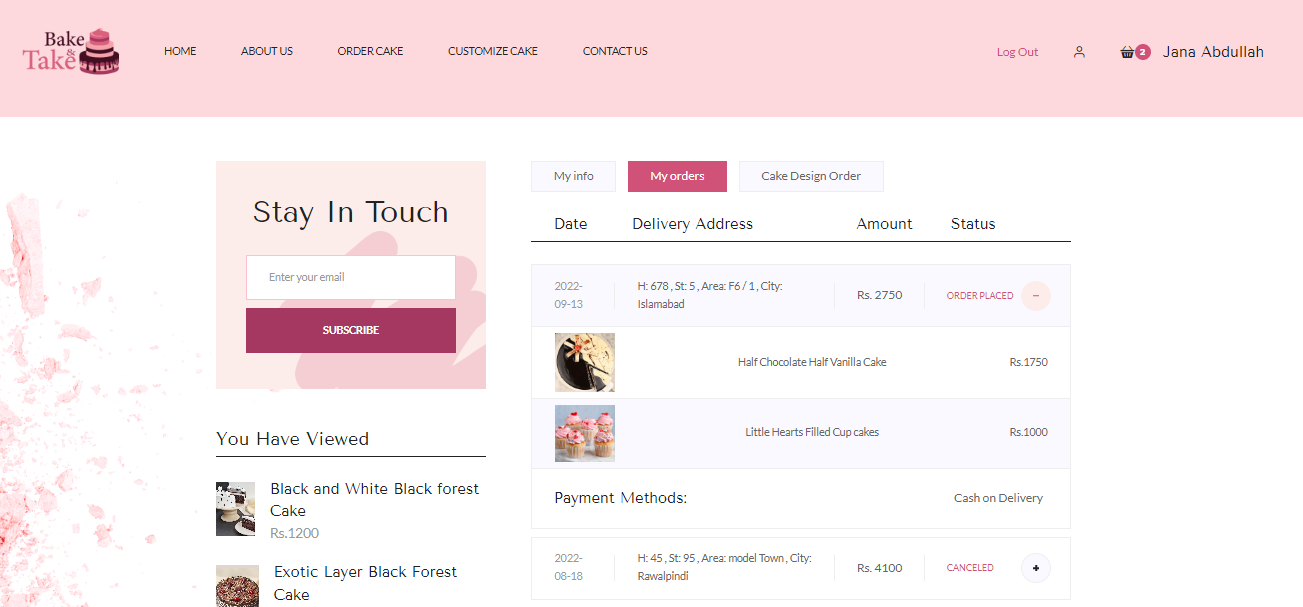 Bake
&
Take
HOME
ABOUT US
ORDER CAKE
CUSTOMIZE CAKE
CONTACT US
Log Out
2
Jana Abdullah
Stay In Touch
Enter your email
SUBSCRIBE
You Have Viewed
Black and White Black forest
Cake
Rs.1200
Exotic Layer Black Forest
Cake
My info
My orders
Cake Design Order
Date
Delivery Address
Amount
Status
2022-
09-13
H: 678 , St: 5 , Area: F6 / 1 , City:
Islamabad
Rs. 2750
ORDER PLACED
−
Half Chocolate Half Vanilla Cake
Rs.1750
Little Hearts Filled Cup cakes
Rs.1000
Payment Methods:
Cash on Delivery
2022-
08-18
H: 45 , St: 95 , Area: model Town , City:
Rawalpindi
Rs. 4100
CANCELED
+